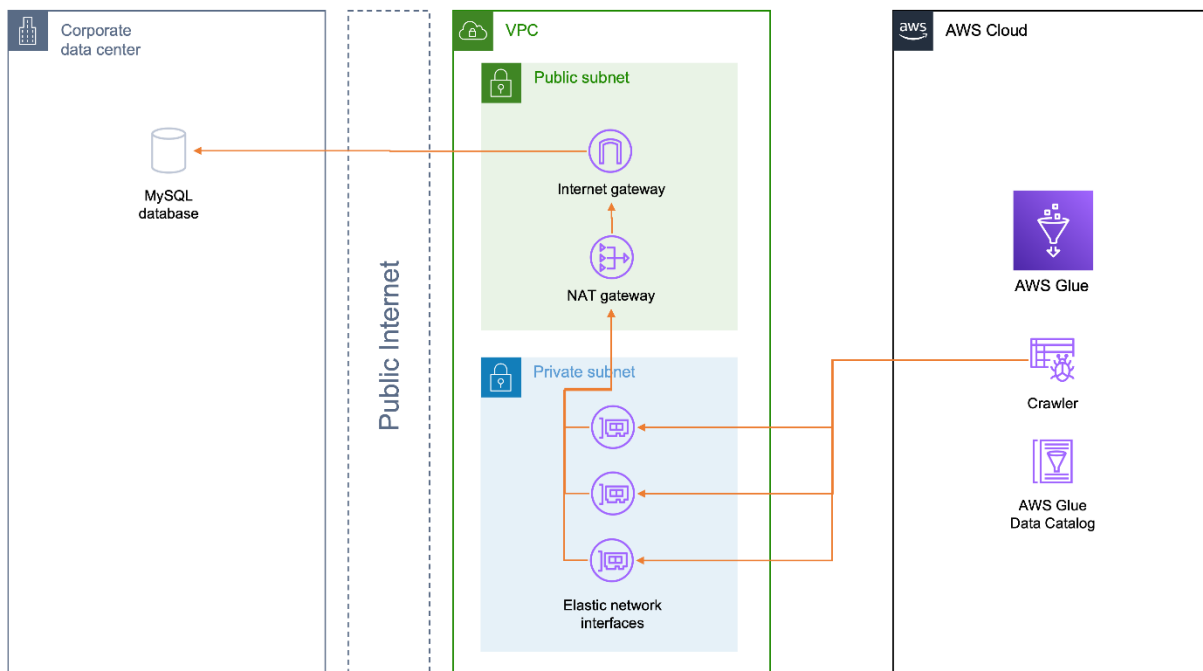 Corporate
data center
MySQL
database
Public Internet
VPC
Public subnet
Internet gateway
NAT gateway
Private subnet
Elastic network
interfaces
aws
AWS Cloud
AWS Glue
Crawler
AWS Glue
Data Catalog